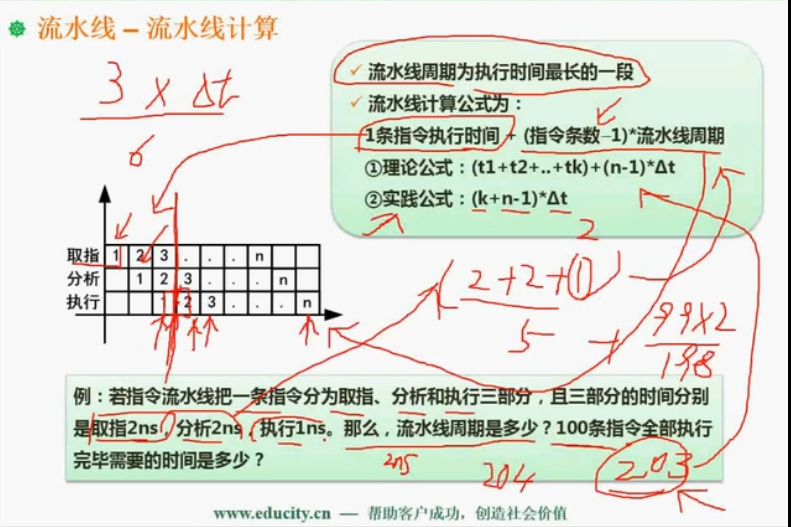 流水线 – 流水线计算
3 × Δt
6
✓ 流水线周期为执行时间最长的一段
✓ 流水线计算公式为：
1条指令执行时间 + (指令条数–1)*流水线周期
①理论公式：(t1+t2+..+tk)+(n-1)*Δt
②实践公式：(k+n-1)*Δt
2
取指 1 2 3 . . . n
分析 1 2 3 . . . n
执行 1 2 3 . . . n
(2+2+①)
5 + 99×2
198
例：若指令流水线把一条指令分为取指、分析和执行三部分，且三部分的时间分别
是取指2ns，分析2ns，执行1ns。那么，流水线周期是多少？100条指令全部执行
完毕需要的时间是多少？
2ns 204 203
www.educity.cn — 帮助客户成功，创造社会价值